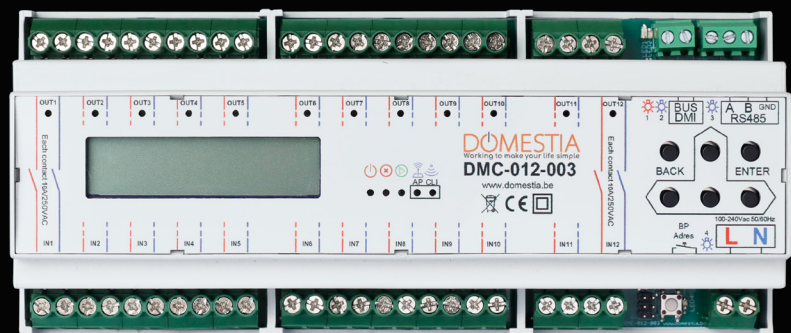 OUT1 OUT2 OUT3 OUT4 OUT5 OUT6 OUT7 OUT8 OUT9 OUT10 OUT11 OUT12
1 2 BUS DMI 3 A B GND RS485
Each contact 10A/250VAC
DOMESTIA
Working to make your life simple
DMC-012-003
www.domestia.be
AP CLI
CE
Each contact 10A/250VAC
BACK ENTER
100-240Vac 50/60Hz
BP
Adres 4
L N
IN1 IN2 IN3 IN4 IN5 IN6 IN7 IN8 IN9 IN10 IN11 IN12